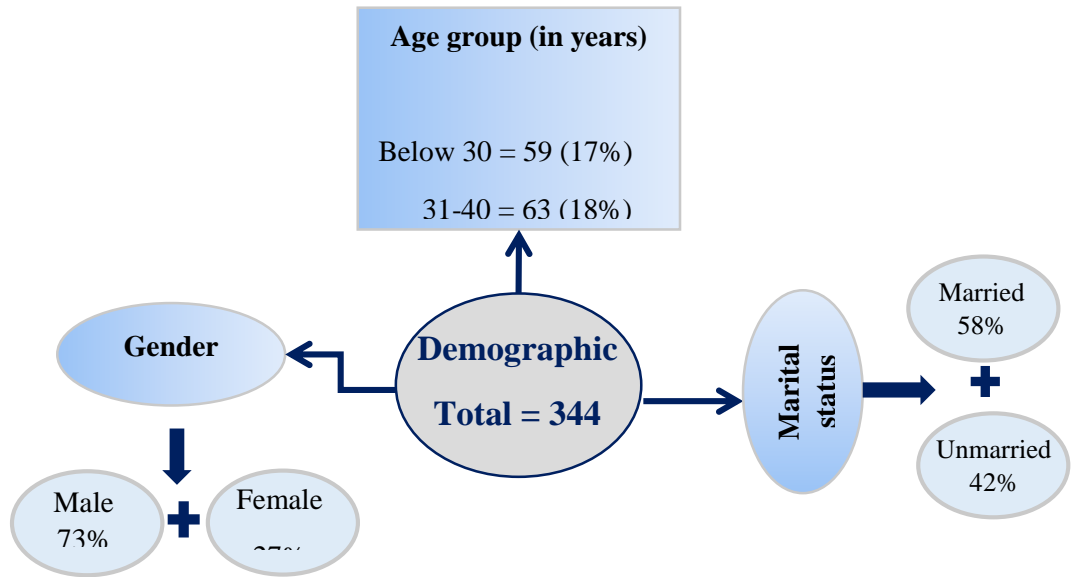 Age group (in years)
Below 30 = 59 (17%)
31-40 = 63 (18%)
Gender
Demographic
Total = 344
Marital
status
Married
58%
Unmarried
42%
Male
73%
Female